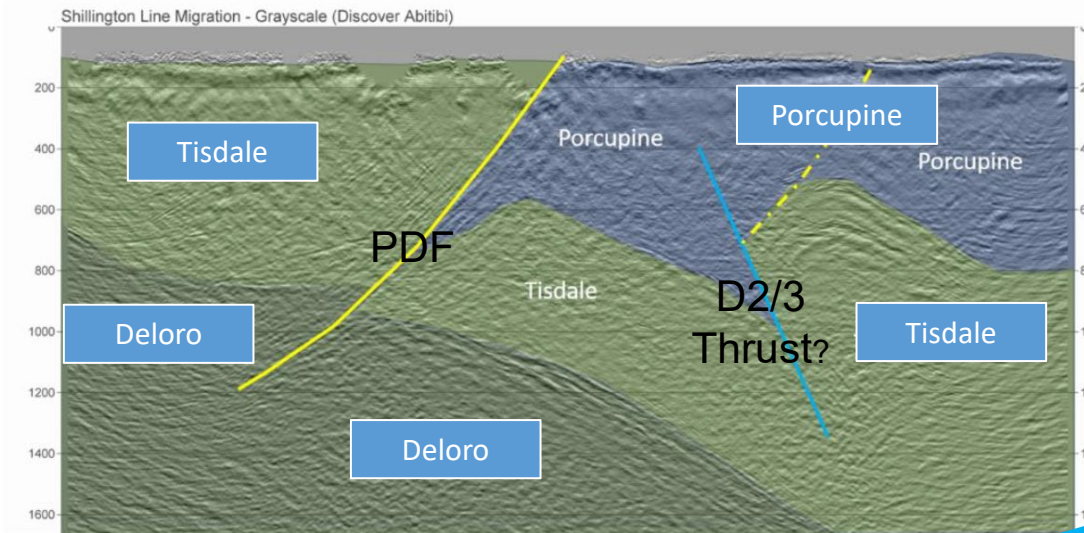 Shillington Line Migration - Grayscale (Discover Abitibi)
0
200
400
600
800
1000
1200
1400
1600
Tisdale
Porcupine
Porcupine
Porcupine
PDF
Tisdale
D2/3
Thrust?
Deloro
Tisdale
Deloro